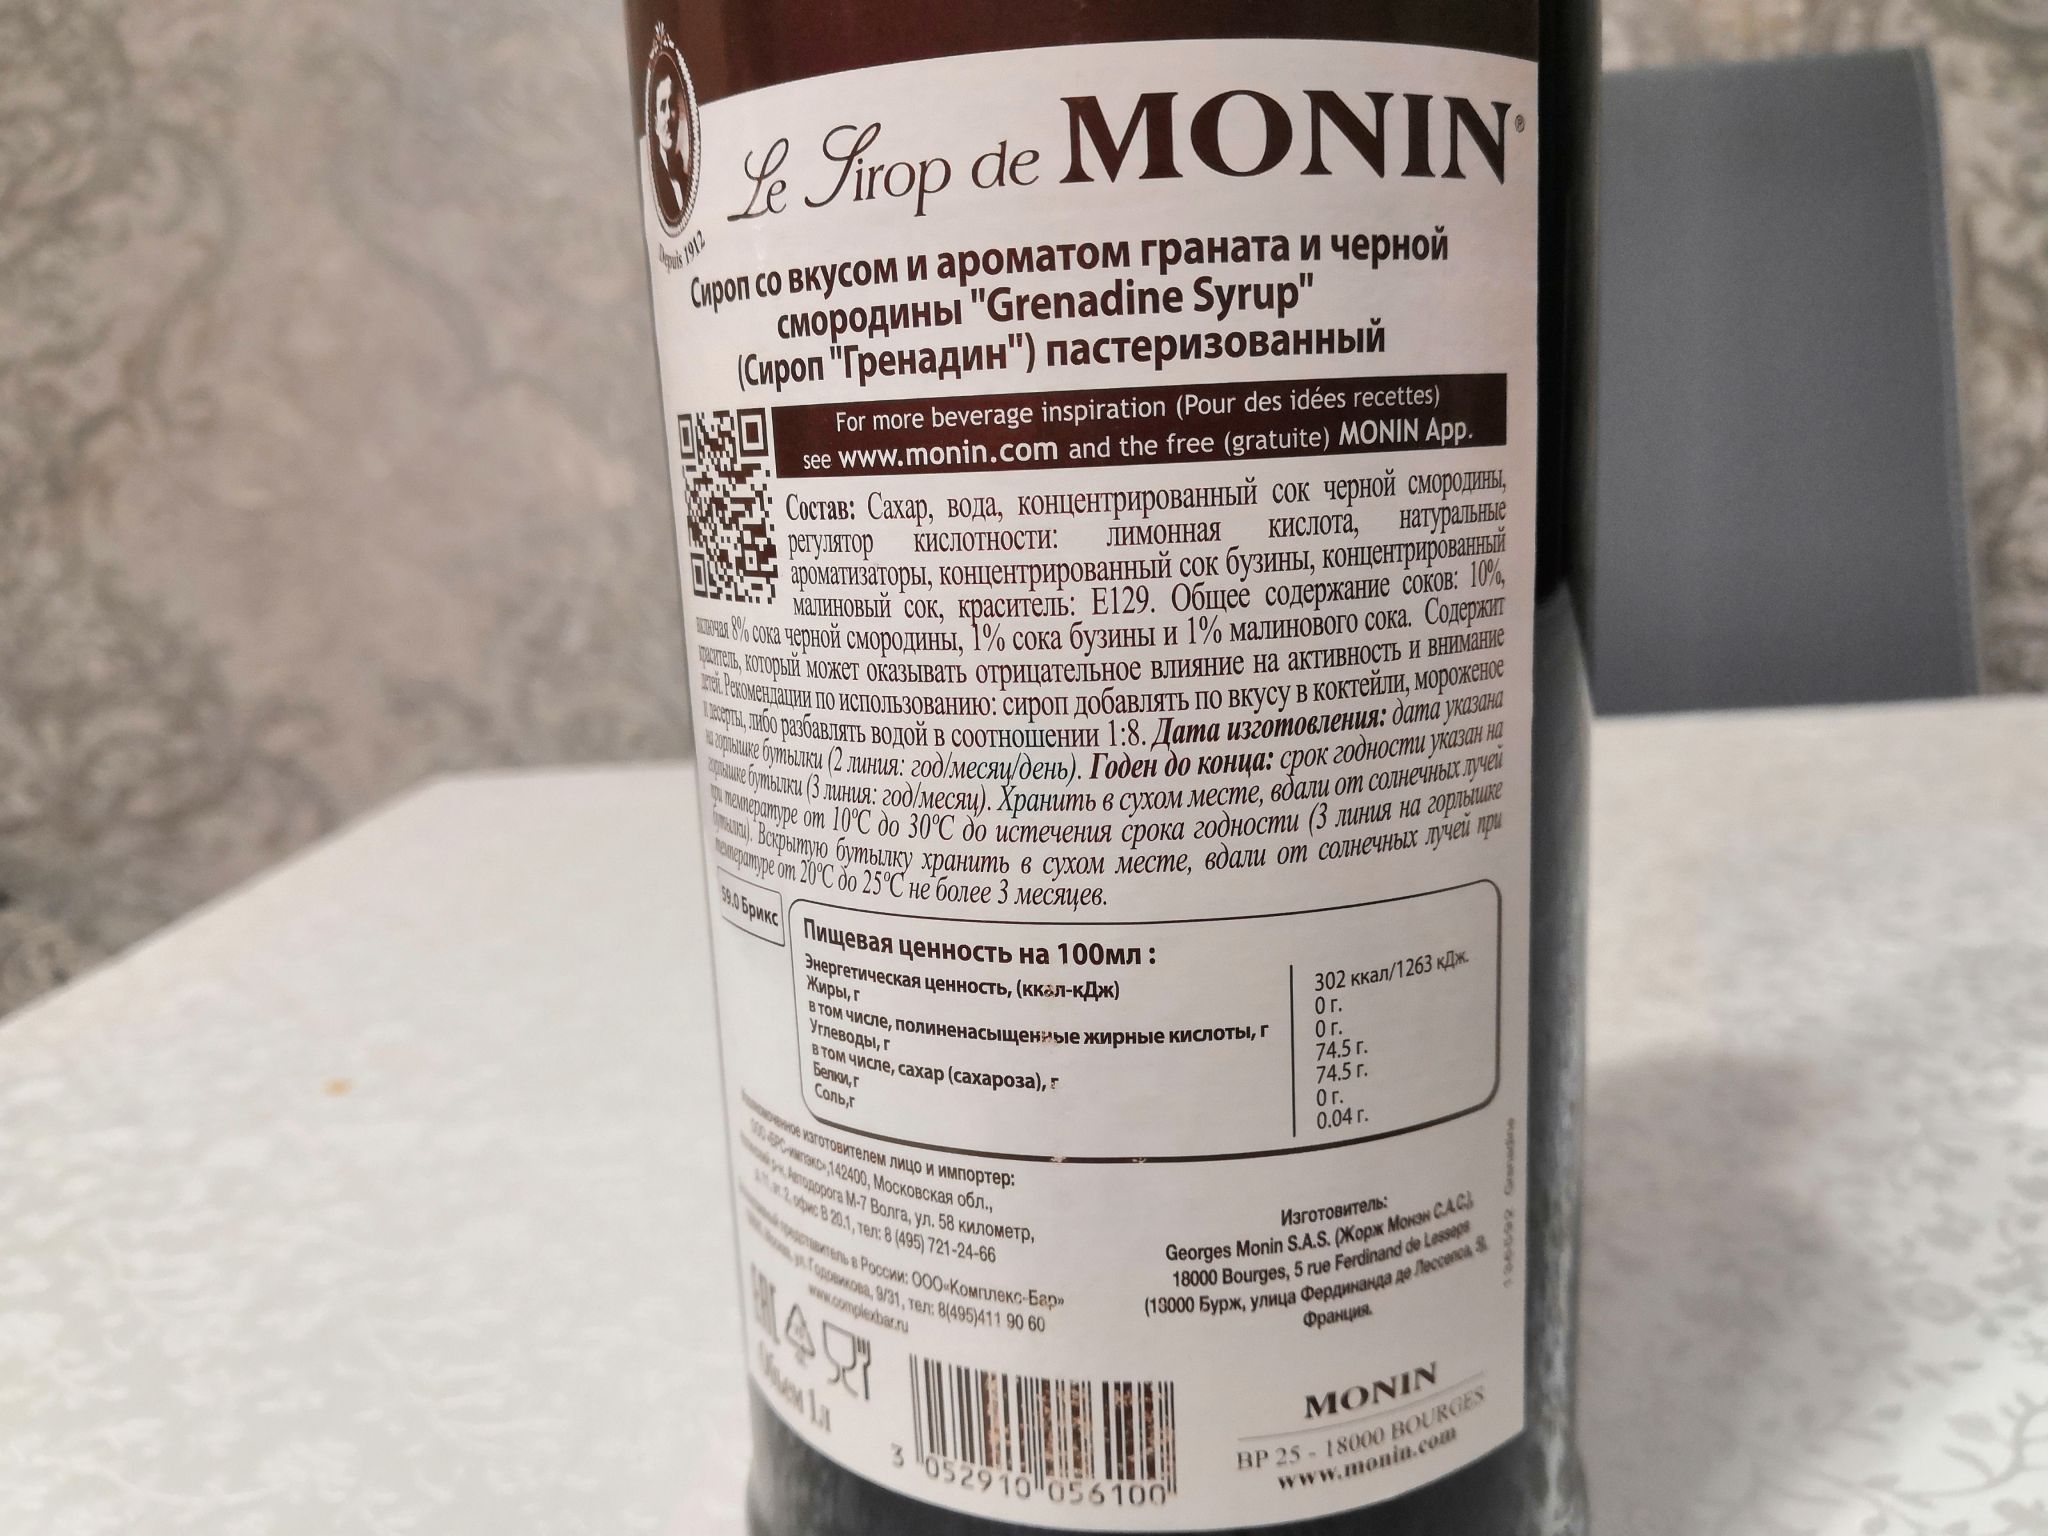 Depuis 1912
Le Sirop de MONIN®
Сироп со вкусом и ароматом граната и черной
смородины "Grenadine Syrup"
(Сироп "Гренадин") пастеризованный
For more beverage inspiration (Pour des idées recettes)
see www.monin.com and the free (gratuite) MONIN App.
Состав: Сахар, вода, концентрированный сок черной смородины,
регулятор кислотности: лимонная кислота, натуральные
ароматизаторы, концентрированный сок бузины, концентрированный
малиновый сок, краситель: Е129. Общее содержание соков: 10%,
включая 8% сока черной смородины, 1% сока бузины и 1% малинового сока. Содержит
краситель, который может оказывать отрицательное влияние на активность и внимание
детей. Рекомендации по использованию: сироп добавлять по вкусу в коктейли, мороженое
и десерты, либо разбавлять водой в соотношении 1:8. Дата изготовления: дата указана
на горлышке бутылки (2 линия: год/месяц/день). Годен до конца: срок годности указан на
горлышке бутылки (3 линия: год/месяц). Хранить в сухом месте, вдали от солнечных лучей
при температуре от 10°C до 30°C до истечения срока годности (3 линия на горлышке
бутылки). Вскрытую бутылку хранить в сухом месте, вдали от солнечных лучей при
температуре от 20°C до 25°C не более 3 месяцев.
59.0 Брикс
Пищевая ценность на 100мл :
Энергетическая ценность, (ккал-кДж) 302 ккал/1263 кДж.
Жиры, г 0 г.
в том числе, полиненасыщенные жирные кислоты, г 0 г.
Углеводы, г 74.5 г.
в том числе, сахар (сахароза), г 74.5 г.
Белки, г 0 г.
Соль,г 0.04 г.
изготовителем лицо и импортер:
ООО «БРС-импакс»,142400, Московская обл.,
р-н, Автодорога М-7 Волга, ул. 58 километр,
офис В 20.1, тел: 8 (495) 721-24-66
представитель в России: ООО«Комплекс-Бар»
ул. Годовикова, 9/31, тел: 8(495)411 90 60
www.complexbar.ru
Изготовитель:
Georges Monin S.A.S. (Жорж Монэн С.А.С.),
18000 Bourges, 5 rue Ferdinand de Lesseps
(18000 Бурж, улица Фердинанда де Лессепса, 5),
Франция.
Grenadine
EAC
Объем 1л
3 052910 056100
MONIN
BP 25 - 18000 BOURGES
www.monin.com